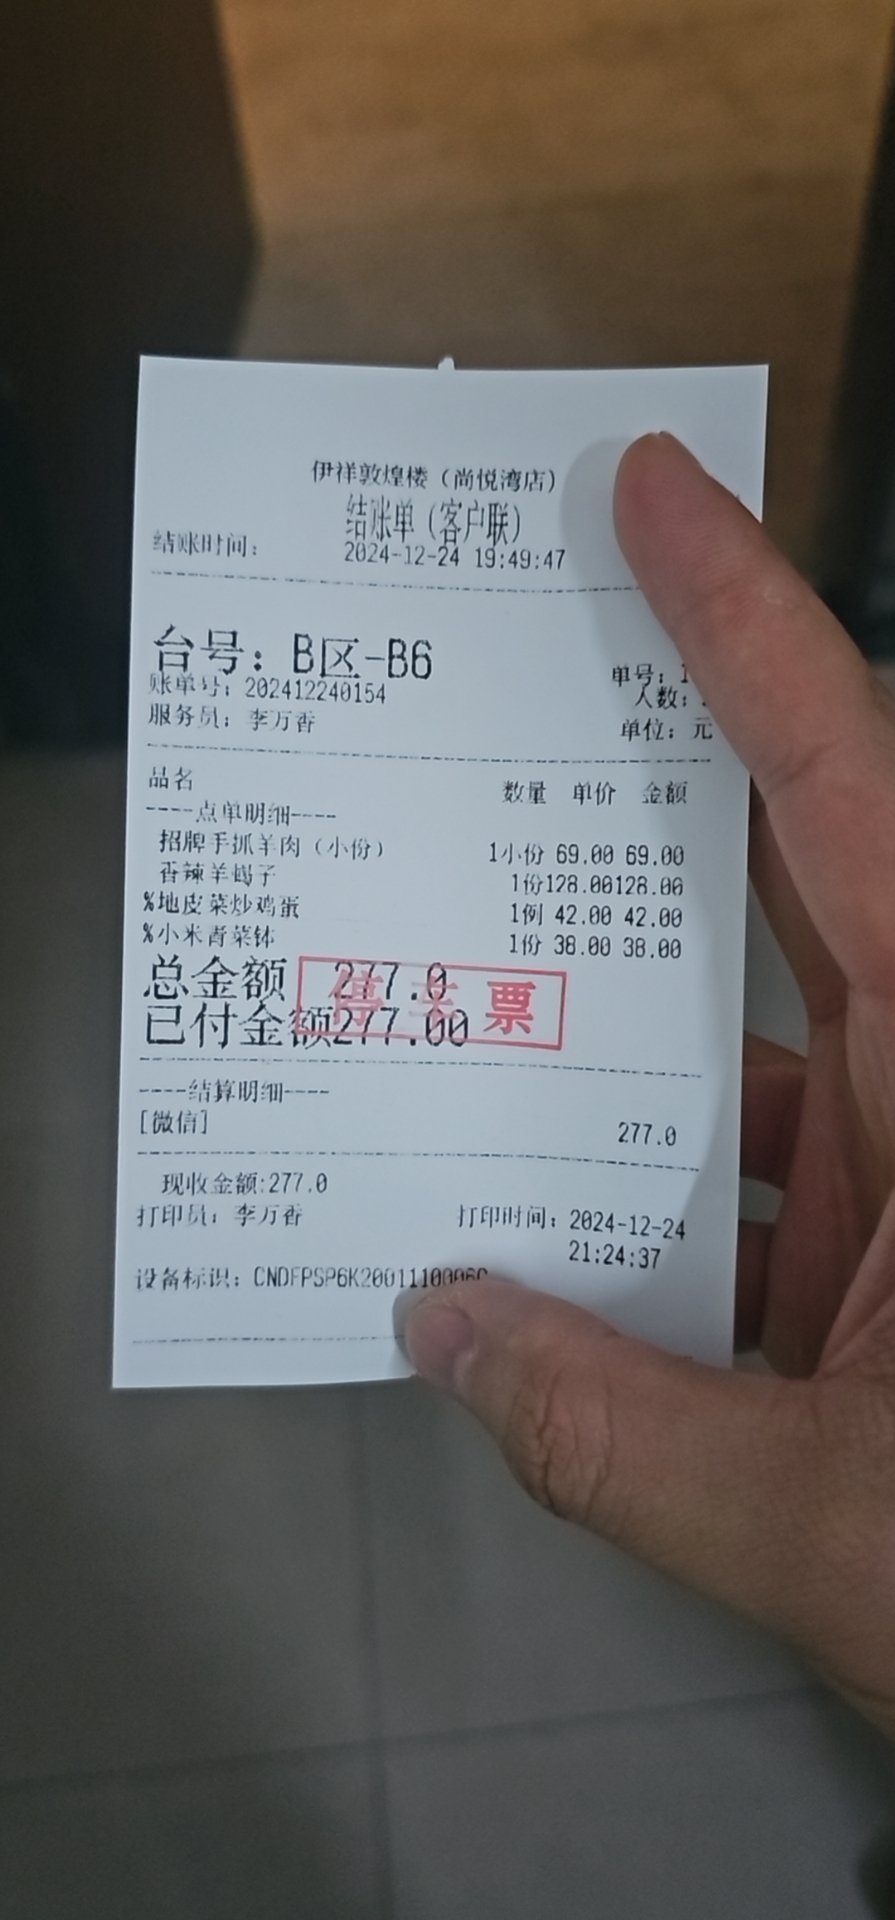 伊祥敦煌楼（尚悦湾店）
结账单（客户联）
结账时间： 2024-12-24 19:49:47
台号：B区-B6
单号：
账单号：202412240154
人数：
服务员：李万香
单位：元
品名 数量 单价 金额
----点单明细----
招牌手抓羊肉（小份） 1小份 69.00 69.00
香辣羊蝎子 1份128.00128.00
%地皮菜炒鸡蛋 1例 42.00 42.00
%小米青菜钵 1份 38.00 38.00
总金额 277.0
已付金额277.00
停车票
----结算明细----
[微信] 277.0
现收金额:277.0
打印员：李万香 打印时间：2024-12-24
21:24:37
设备标识：CNDFPSP6K2001110006